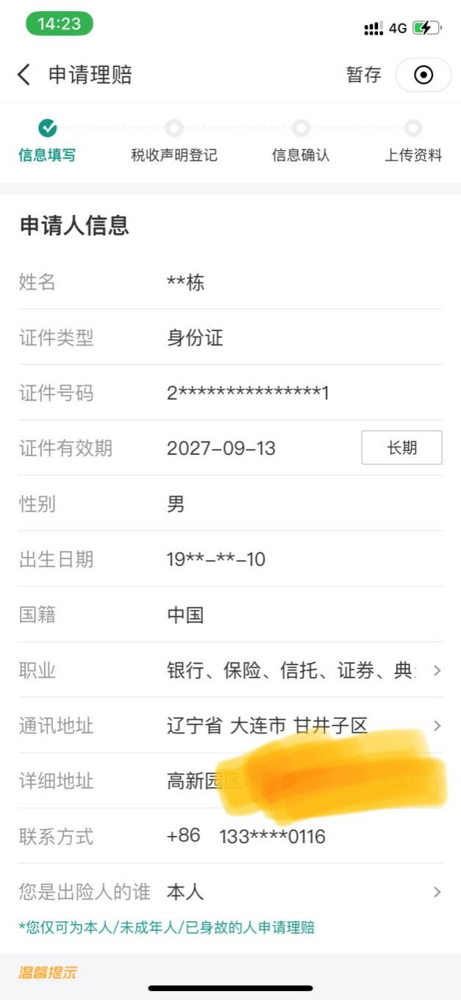 14:23
4G
申请理赔 暂存
信息填写 税收声明登记 信息确认 上传资料
申请人信息
姓名 **栋
证件类型 身份证
证件号码 2***************1
证件有效期 2027-09-13 长期
性别 男
出生日期 19**-**-10
国籍 中国
职业 银行、保险、信托、证券、典
通讯地址 辽宁省 大连市 甘井子区
详细地址 高新园区
联系方式 +86 133****0116
您是出险人的谁 本人
*您仅可为本人/未成年人/已身故的人申请理赔
温馨提示